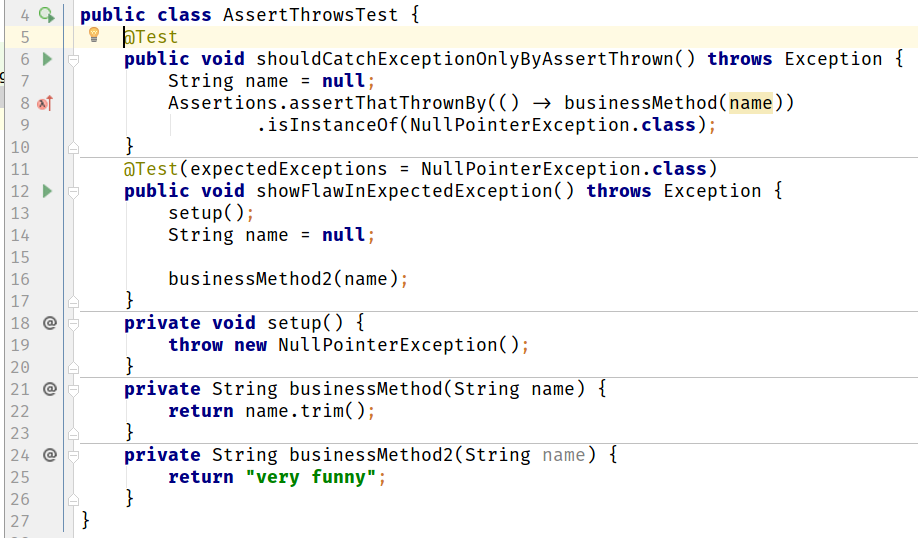 4 public class AssertThrowsTest {
5 @Test
6 public void shouldCatchExceptionOnlyByAssertThrown() throws Exception {
7 String name = null;
8 Assertions.assertThatThrownBy(() → businessMethod(name))
9 .isInstanceOf(NullPointerException.class);
10 }
11 @Test(expectedExceptions = NullPointerException.class)
12 public void showFlawInExpectedException() throws Exception {
13 setup();
14 String name = null;
15
16 businessMethod2(name);
17 }
18 @ private void setup() {
19 throw new NullPointerException();
20 }
21 @ private String businessMethod(String name) {
22 return name.trim();
23 }
24 @ private String businessMethod2(String name) {
25 return "very funny";
26 }
27 }